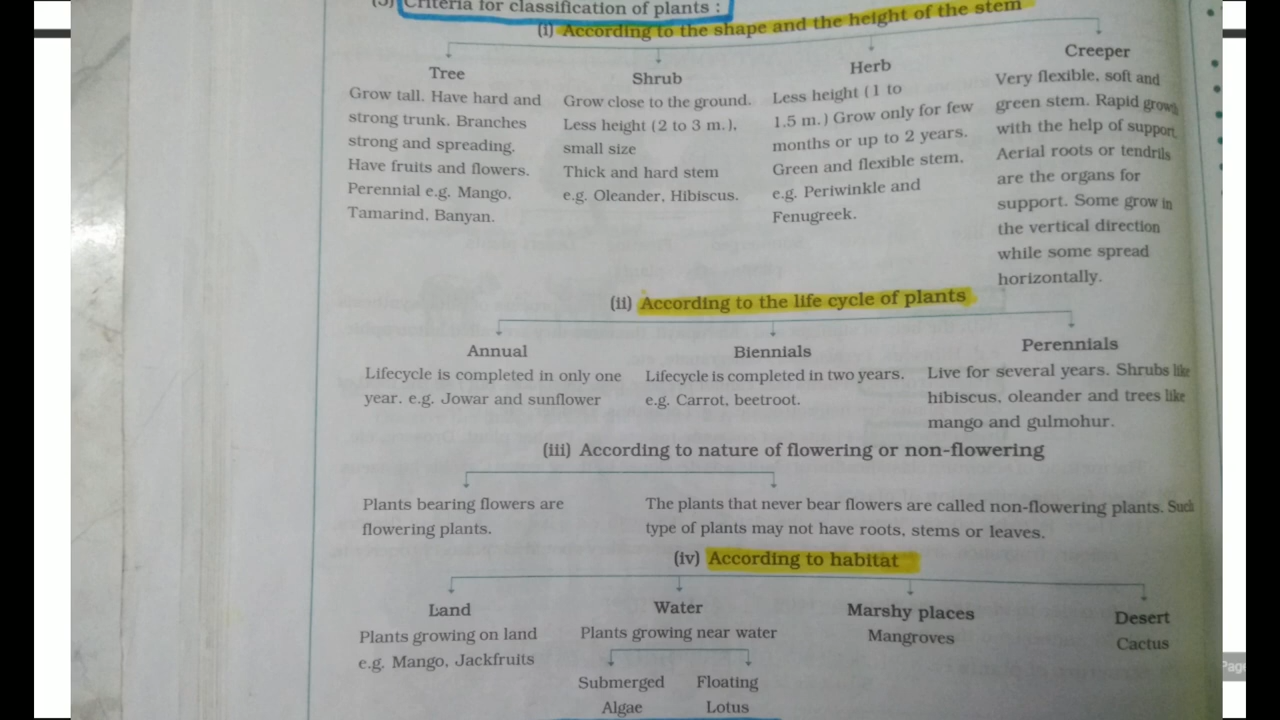 (3) Criteria for classification of plants :
(i) According to the shape and the height of the stem
Tree
Grow tall. Have hard and
strong trunk. Branches
strong and spreading.
Have fruits and flowers.
Perennial e.g. Mango,
Tamarind, Banyan.
Shrub
Grow close to the ground.
Less height (2 to 3 m.),
small size
Thick and hard stem
e.g. Oleander, Hibiscus.
Herb
Less height (1 to
1.5 m.) Grow only for few
months or up to 2 years.
Green and flexible stem,
e.g. Periwinkle and
Fenugreek.
Creeper
Very flexible, soft and
green stem. Rapid grows
with the help of support,
Aerial roots or tendrils
are the organs for
support. Some grow in
the vertical direction
while some spread
horizontally.
(ii) According to the life cycle of plants
Annual
Lifecycle is completed in only one
year. e.g. Jowar and sunflower
Biennials
Lifecycle is completed in two years.
e.g. Carrot, beetroot.
Perennials
Live for several years. Shrubs like
hibiscus, oleander and trees like
mango and gulmohur.
(iii) According to nature of flowering or non-flowering
Plants bearing flowers are
flowering plants.
The plants that never bear flowers are called non-flowering plants. Such
type of plants may not have roots, stems or leaves.
(iv) According to habitat
Land
Plants growing on land
e.g. Mango, Jackfruits
Water
Plants growing near water
Submerged
Algae
Floating
Lotus
Marshy places
Mangroves
Desert
Cactus
Page